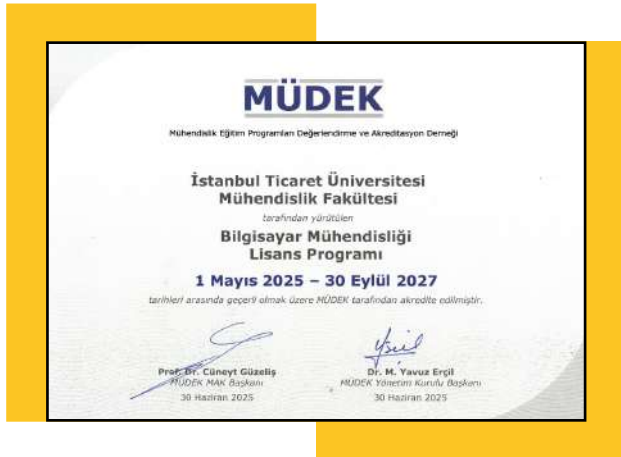 MÜDEK
Mühendislik Eğitim Programları Değerlendirme ve Akreditasyon Derneği
İstanbul Ticaret Üniversitesi
Mühendislik Fakültesi
tarafından yürütülen
Bilgisayar Mühendisliği
Lisans Programı
1 Mayıs 2025 – 30 Eylül 2027
tarihleri arasında geçerli olmak üzere MÜDEK tarafından akredite edilmiştir.
Prof. Dr. Cüneyt Güzeliş
MÜDEK MAK Başkanı
30 Haziran 2025
Dr. M. Yavuz Erçil
MÜDEK Yönetim Kurulu Başkanı
30 Haziran 2025